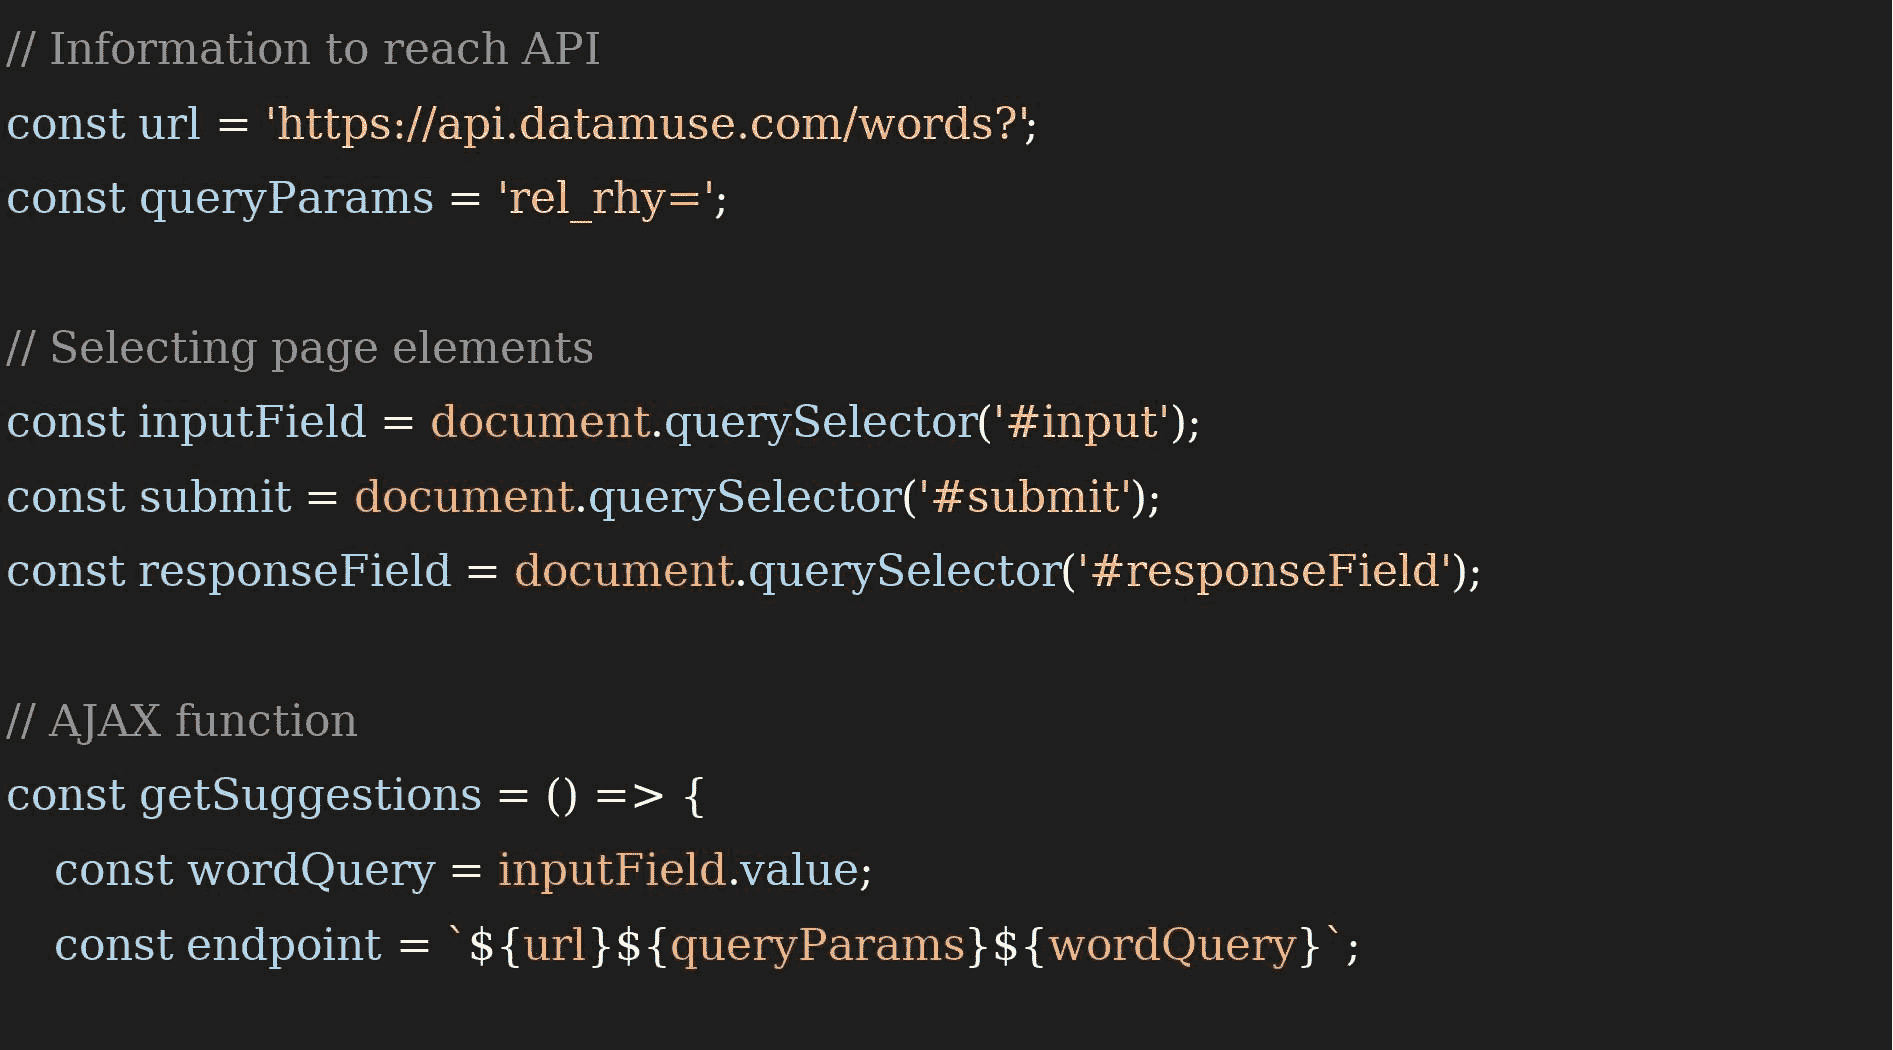 // Information to reach API
const url = 'https://api.datamuse.com/words?';
const queryParams = 'rel_rhy=';
// Selecting page elements
const inputField = document.querySelector('#input');
const submit = document.querySelector('#submit');
const responseField = document.querySelector('#responseField');
// AJAX function
const getSuggestions = () => {
const wordQuery = inputField.value;
const endpoint = `${url}${queryParams}${wordQuery}`;